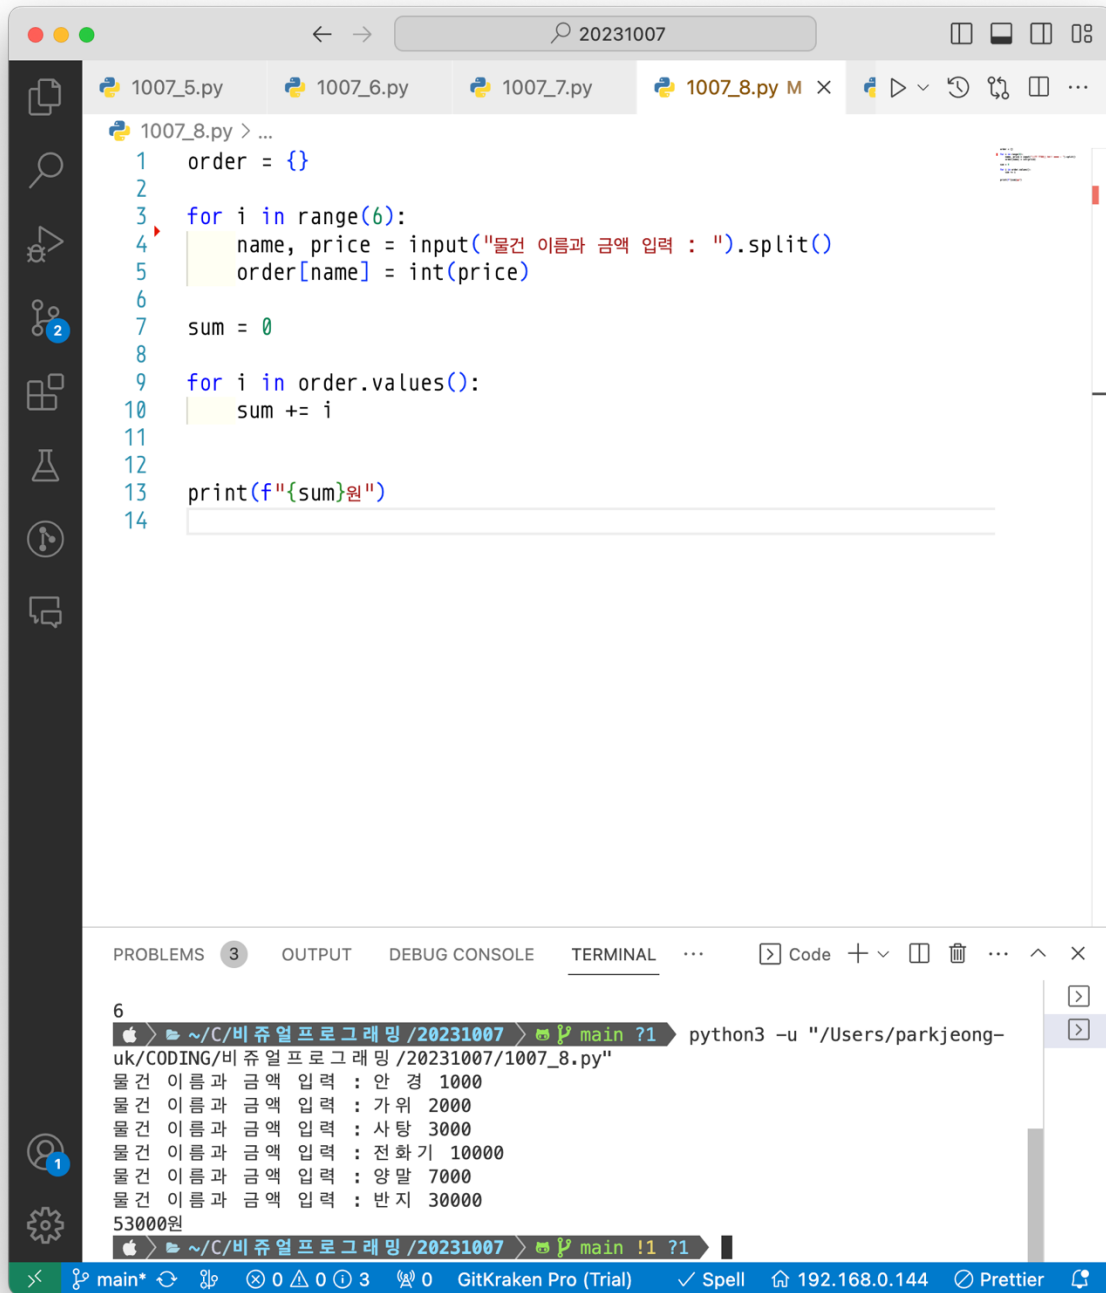 20231007
1007_5.py 1007_6.py 1007_7.py 1007_8.py M
1007_8.py > ...
1 order = {}
2
3 for i in range(6):
4 name, price = input("물건 이름과 금액 입력 : ").split()
5 order[name] = int(price)
6
7 sum = 0
8
9 for i in order.values():
10 sum += i
11
12
13 print(f"{sum}원")
14
2
1
PROBLEMS 3 OUTPUT DEBUG CONSOLE TERMINAL ··· Code
6
~/C/비쥬얼프로그래밍/20231007 main ?1 python3 -u "/Users/parkjeong-
uk/CODING/비쥬얼프로그래밍/20231007/1007_8.py"
물건 이름과 금액 입력 : 안경 1000
물건 이름과 금액 입력 : 가위 2000
물건 이름과 금액 입력 : 사탕 3000
물건 이름과 금액 입력 : 전화기 10000
물건 이름과 금액 입력 : 양말 7000
물건 이름과 금액 입력 : 반지 30000
53000원
~/C/비쥬얼프로그래밍/20231007 main !1 ?1
main* 0 0 3 0 GitKraken Pro (Trial) Spell 192.168.0.144 Prettier